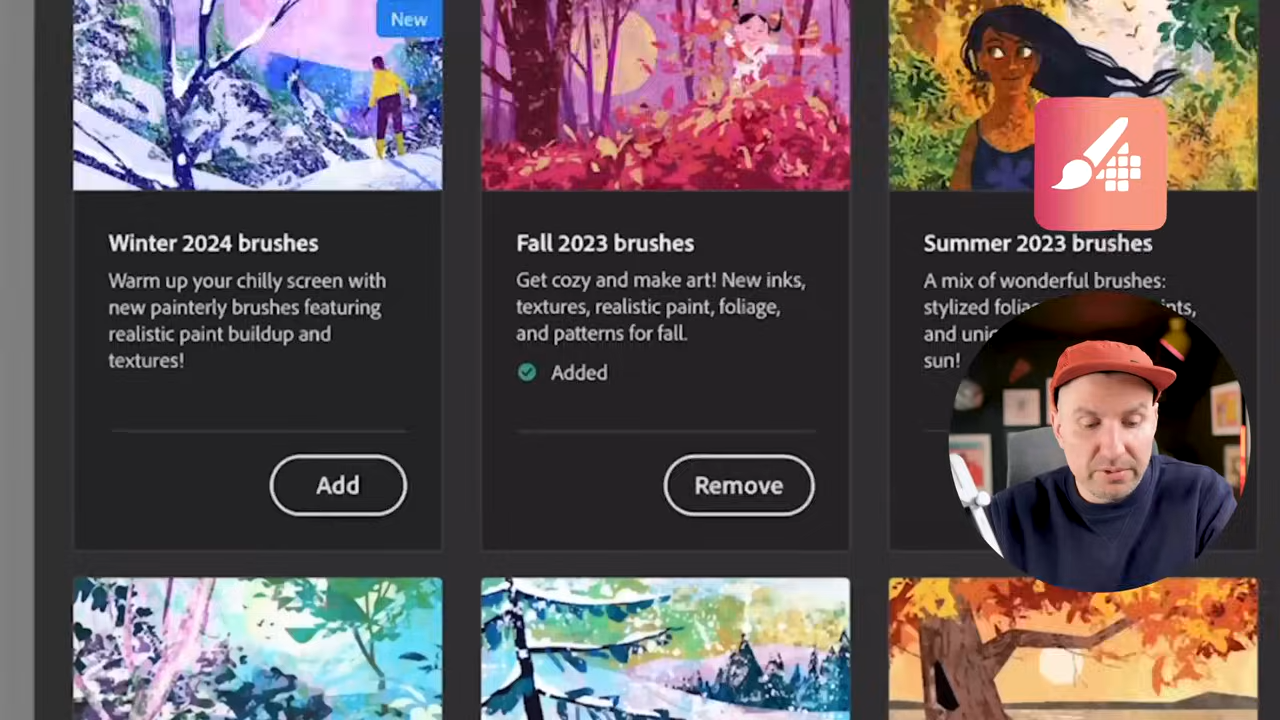 New
Winter 2024 brushes
Warm up your chilly screen with
new painterly brushes featuring
realistic paint buildup and
textures!
Add
Fall 2023 brushes
Get cozy and make art! New inks,
textures, realistic paint, foliage,
and patterns for fall.
Added
Remove
Summer 2023 brushes
A mix of wonderful brushes:
stylized
and
sun!